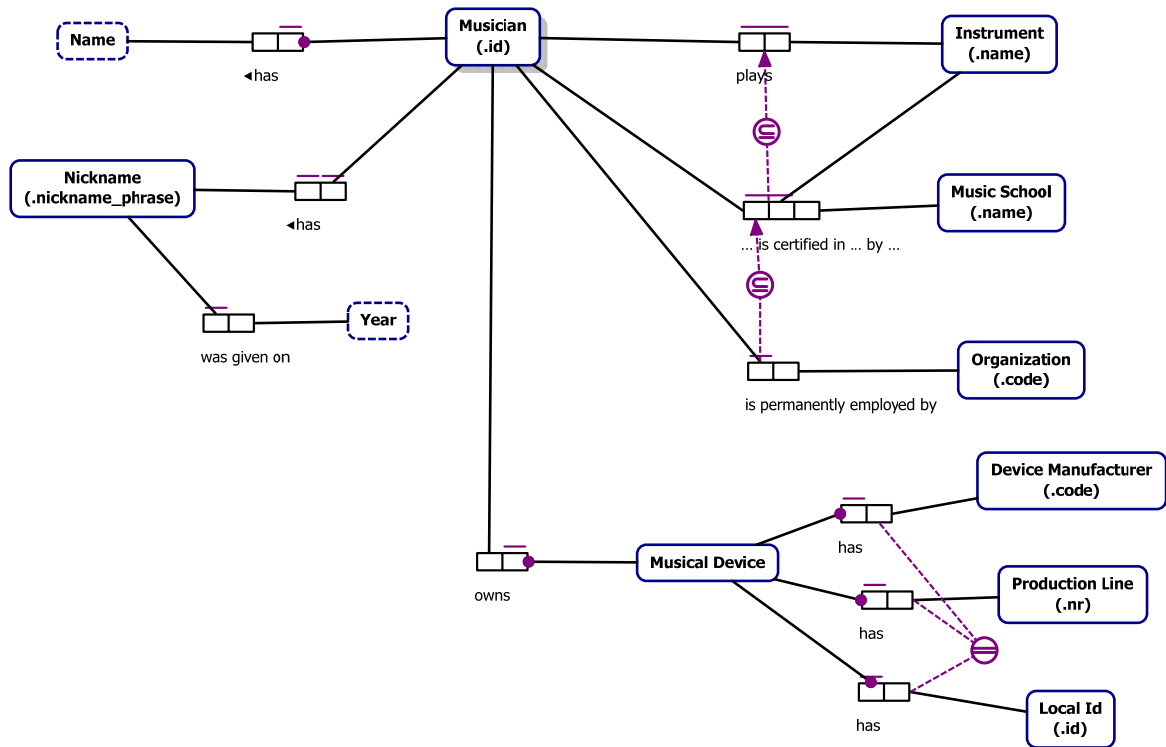 Name
Musician
(.id)
Instrument
(.name)
◄has
plays
Nickname
(.nickname_phrase)
◄has
Music School
(.name)
... is certified in ... by ...
Year
was given on
Organization
(.code)
is permanently employed by
Device Manufacturer
(.code)
has
Musical Device
owns
Production Line
(.nr)
has
Local Id
(.id)
has